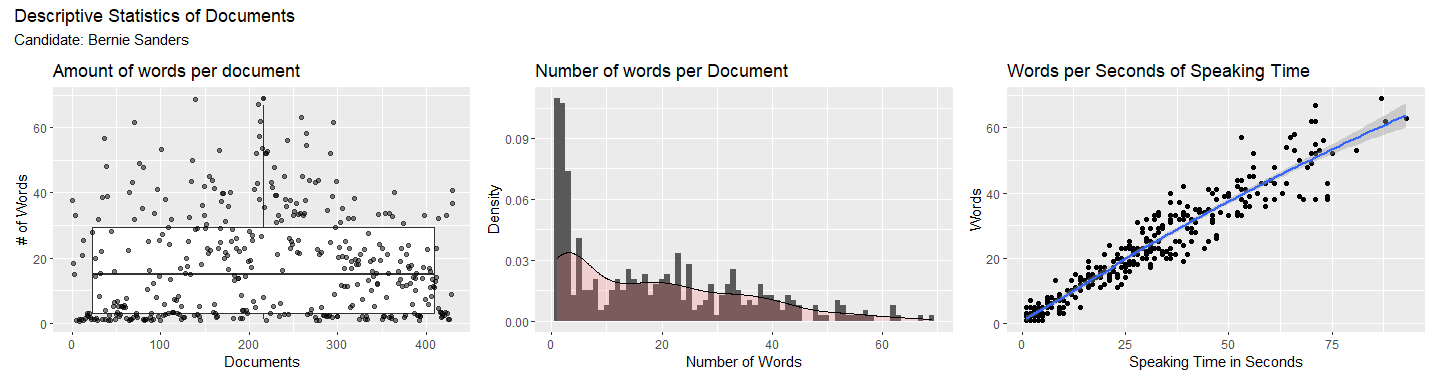 Descriptive Statistics of Documents
Candidate: Bernie Sanders
Amount of words per document
# of Words
60
40
20
0
0 100 200 300 400
Documents
Number of words per Document
Density
0.09
0.06
0.03
0.00
0 20 40 60
Number of Words
Words per Seconds of Speaking Time
Words
60
40
20
0
0 25 50 75
Speaking Time in Seconds